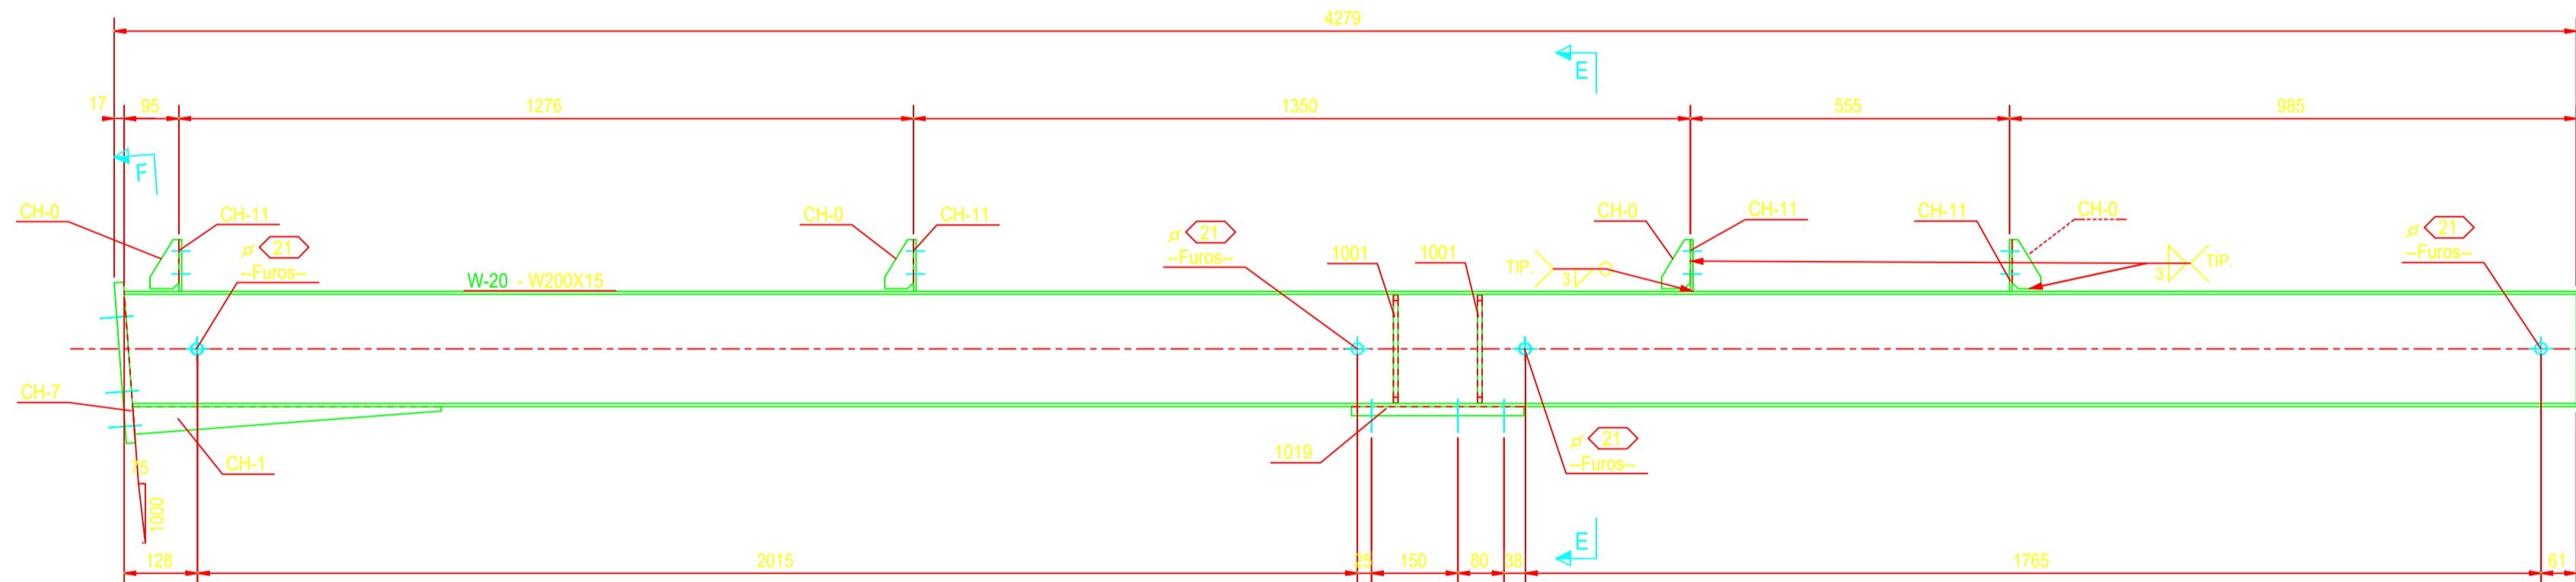 4279
E
17
95
1276
1350
555
985
F
CH-0
CH-11
CH-0
CH-11
CH-0
CH-11
CH-11
CH-0
⌀ 21
--Furos--
⌀ 21
--Furos--
⌀ 21
--Furos--
1001
1001
TIP.
3
3
TIP.
W-20 - W200X15
CH-7
CH-1
1019
⌀ 21
--Furos--
75
1000
E
128
2015
25
150
80
38
1765
61